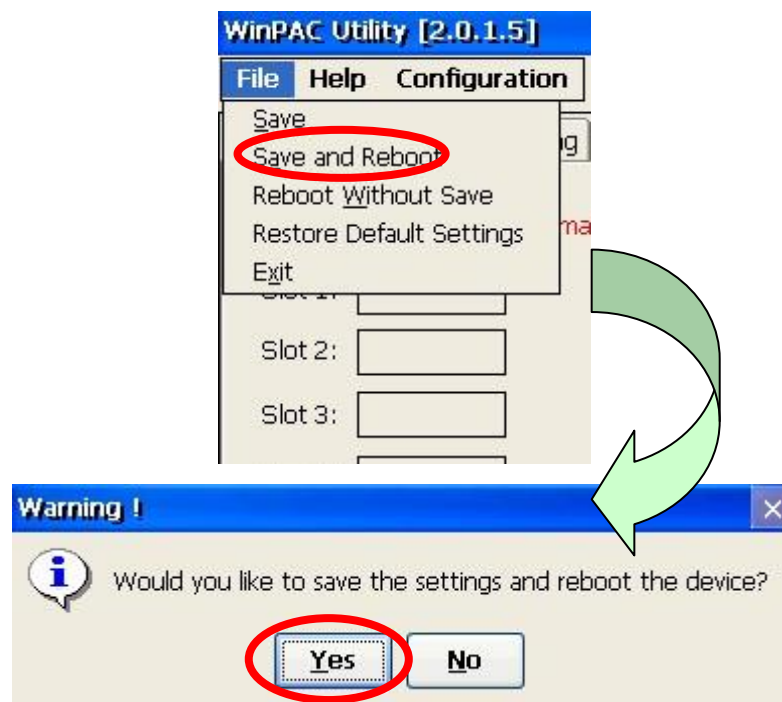 WinPAC Utility [2.0.1.5]
File Help Configuration
Save
Save and Reboot
Reboot Without Save
Restore Default Settings
Exit
Slot 2:
Slot 3:
Warning !
Would you like to save the settings and reboot the device?
Yes No